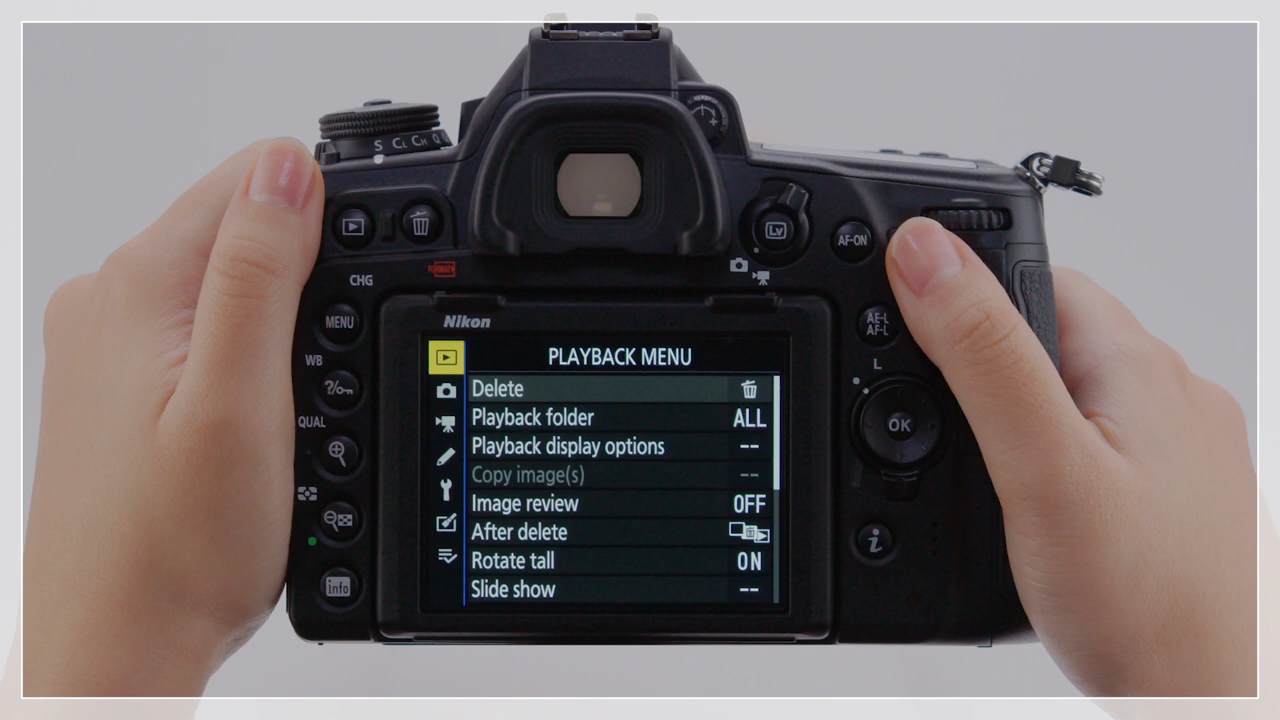 S CL CH Q
Lv
AF-ON
CHG
FORMAT
MENU
Nikon
AE-L
AF-L
WB
PLAYBACK MENU
L
Delete
Playback folder ALL
?/
Playback display options --
QUAL
OK
Copy image(s) --
Image review OFF
After delete
i
Rotate tall ON
info
Slide show --